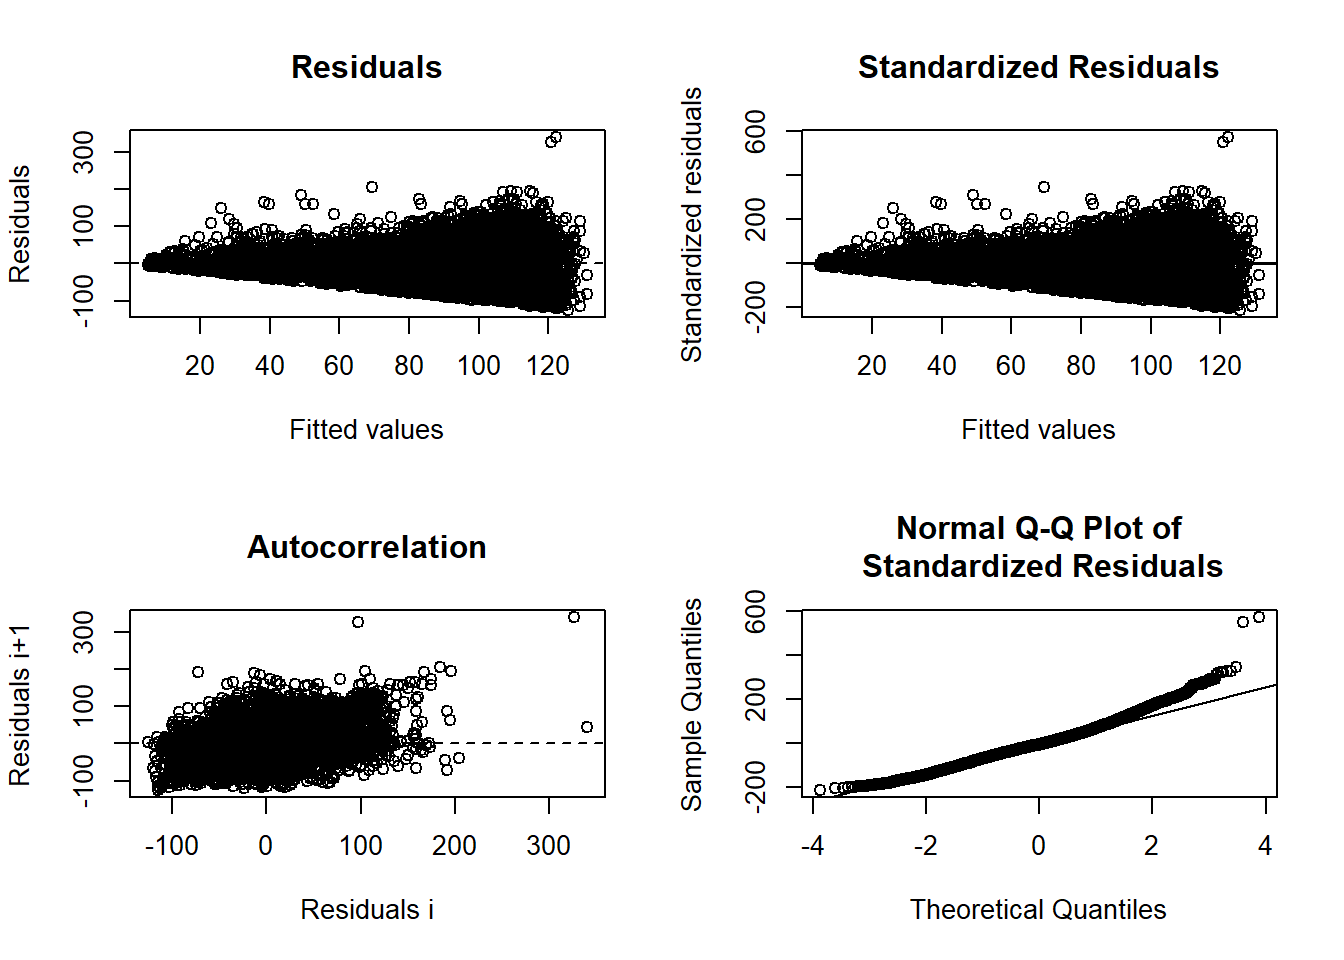 Residuals
Residuals
300
100
-100
20 40 60 80 100 120
Fitted values
Standardized Residuals
Standardized residuals
600
200
-200
20 40 60 80 100 120
Fitted values
Autocorrelation
Residuals i+1
300
100
-100
-100 0 100 200 300
Residuals i
Normal Q-Q Plot of
Standardized Residuals
Sample Quantiles
600
200
-200
-4 -2 0 2 4
Theoretical Quantiles